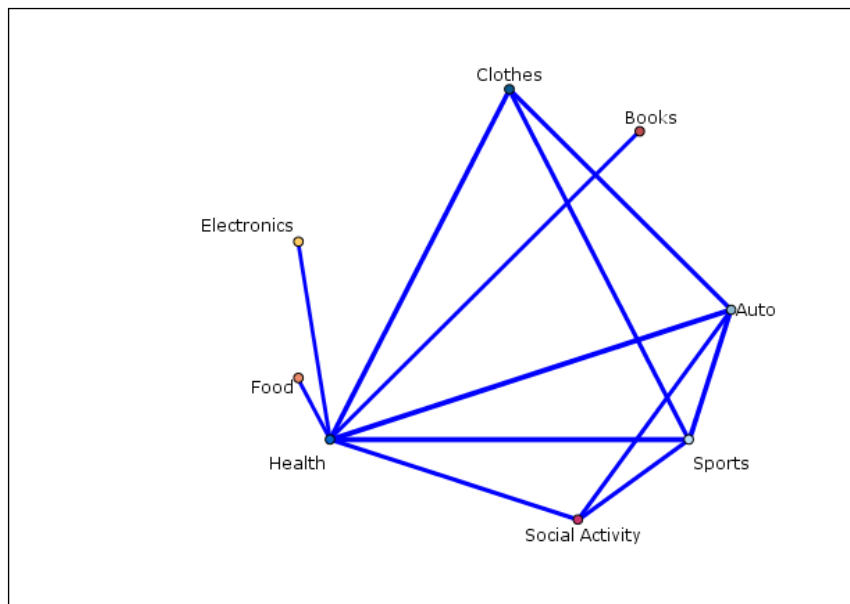 Clothes
Books
Electronics
Auto
Food
Health
Sports
Social Activity